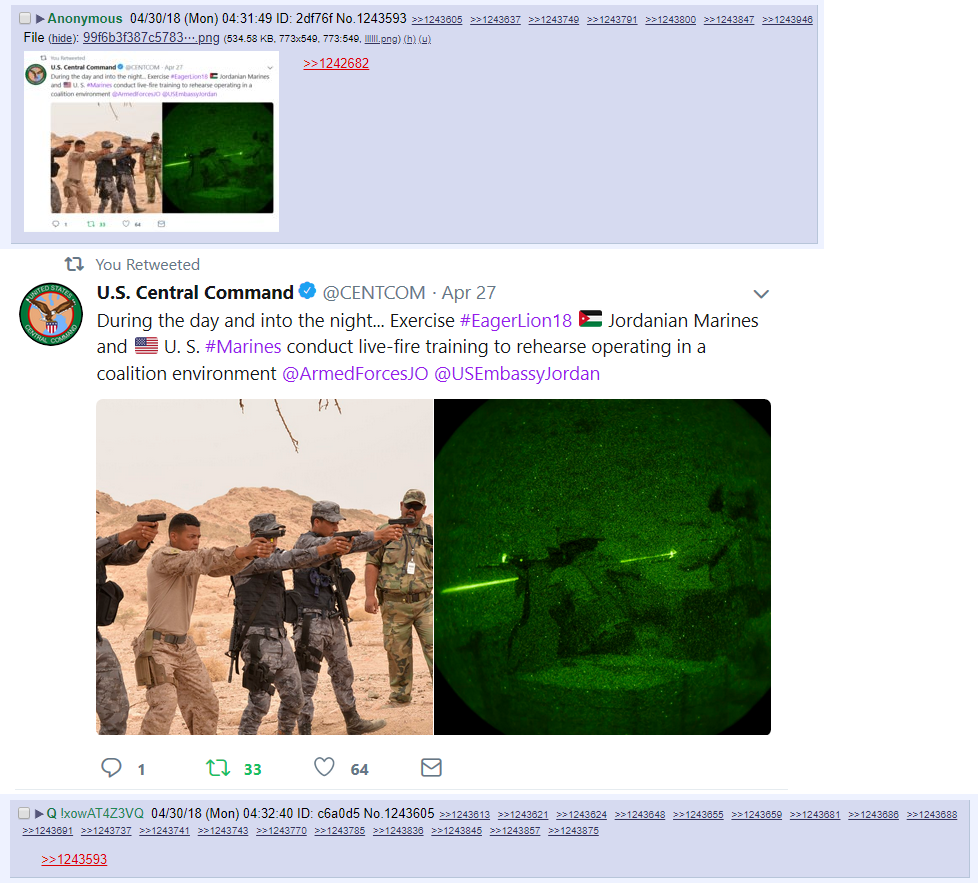 Anonymous 04/30/18 (Mon) 04:31:49 ID: 2df76f No.1243593 >>1243605 >>1243637 >>1243749 >>1243791 >>1243800 >>1243847 >>1243946
File (hide): 99f6b3f387c5783⋯.png (534.58 KB, 773x549, 773:549, llllll.png) (h) (u)
>>1242682
You Retweeted
U.S. Central Command @CENTCOM · Apr 27
During the day and into the night... Exercise #EagerLion18 Jordanian Marines
and U. S. #Marines conduct live-fire training to rehearse operating in a
coalition environment @ArmedForcesJO @USEmbassyJordan
1 33 64
You Retweeted
U.S. Central Command @CENTCOM · Apr 27
During the day and into the night... Exercise #EagerLion18 Jordanian Marines
and U. S. #Marines conduct live-fire training to rehearse operating in a
coalition environment @ArmedForcesJO @USEmbassyJordan
UNITED STATES
CENTRAL COMMAND
1 33 64
Q !xowAT4Z3VQ 04/30/18 (Mon) 04:32:40 ID: c6a0d5 No.1243605 >>1243613 >>1243621 >>1243624 >>1243648 >>1243655 >>1243659 >>1243681 >>1243686 >>1243688
>>1243691 >>1243737 >>1243741 >>1243743 >>1243770 >>1243785 >>1243836 >>1243845 >>1243857 >>1243875
>>1243593